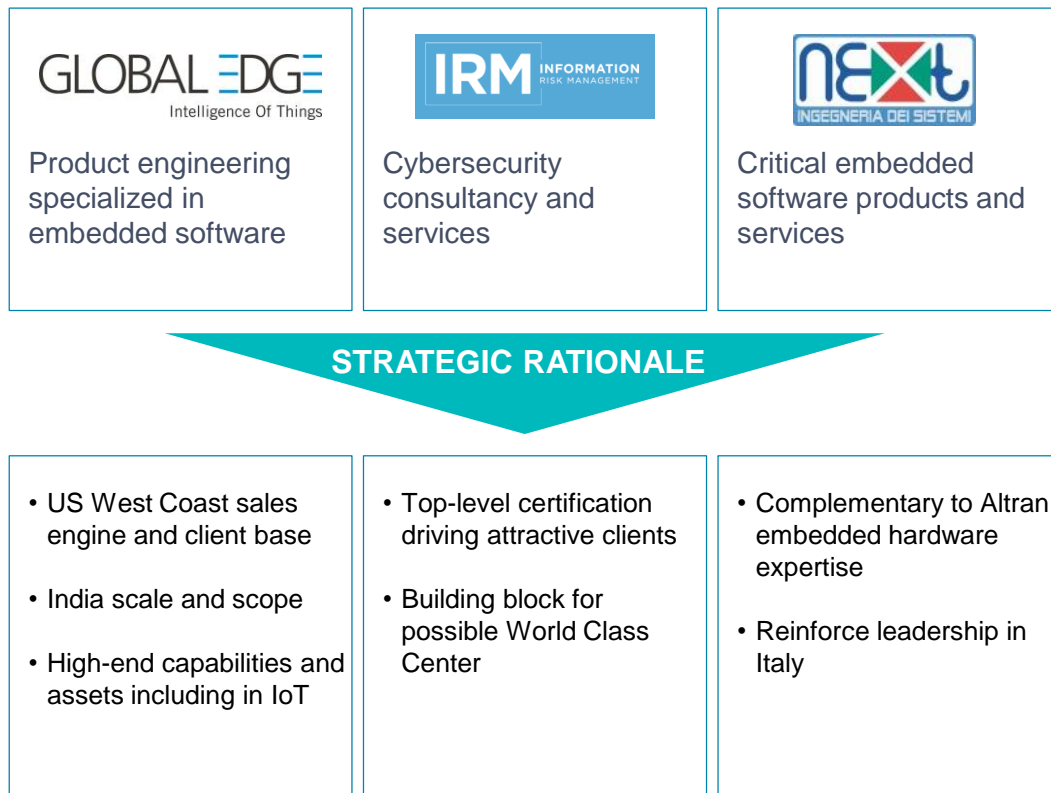 GLOBAL EDGE
Intelligence Of Things
Product engineering
specialized in
embedded software
IRM INFORMATION
RISK MANAGEMENT
Cybersecurity
consultancy and
services
next
INGEGNERIA DEI SISTEMI
Critical embedded
software products and
services
STRATEGIC RATIONALE
• US West Coast sales
engine and client base
• India scale and scope
• High-end capabilities and
assets including in IoT
• Top-level certification
driving attractive clients
• Building block for
possible World Class
Center
• Complementary to Altran
embedded hardware
expertise
• Reinforce leadership in
Italy